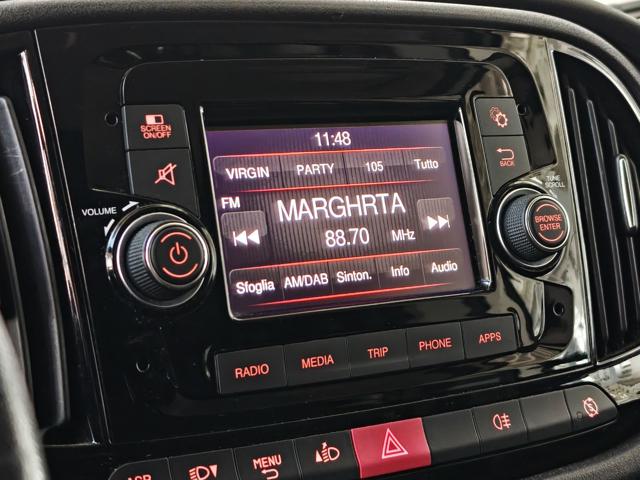 SCREEN
ON/OFF
11:48
VIRGIN PARTY 105 Tutto
BACK
FM
MARGHRTA
88.70 MHz
VOLUME
TUNE
SCROLL
BROWSE
ENTER
Sfoglia AM/DAB Sinton. Info Audio
RADIO MEDIA TRIP PHONE APPS
MENU